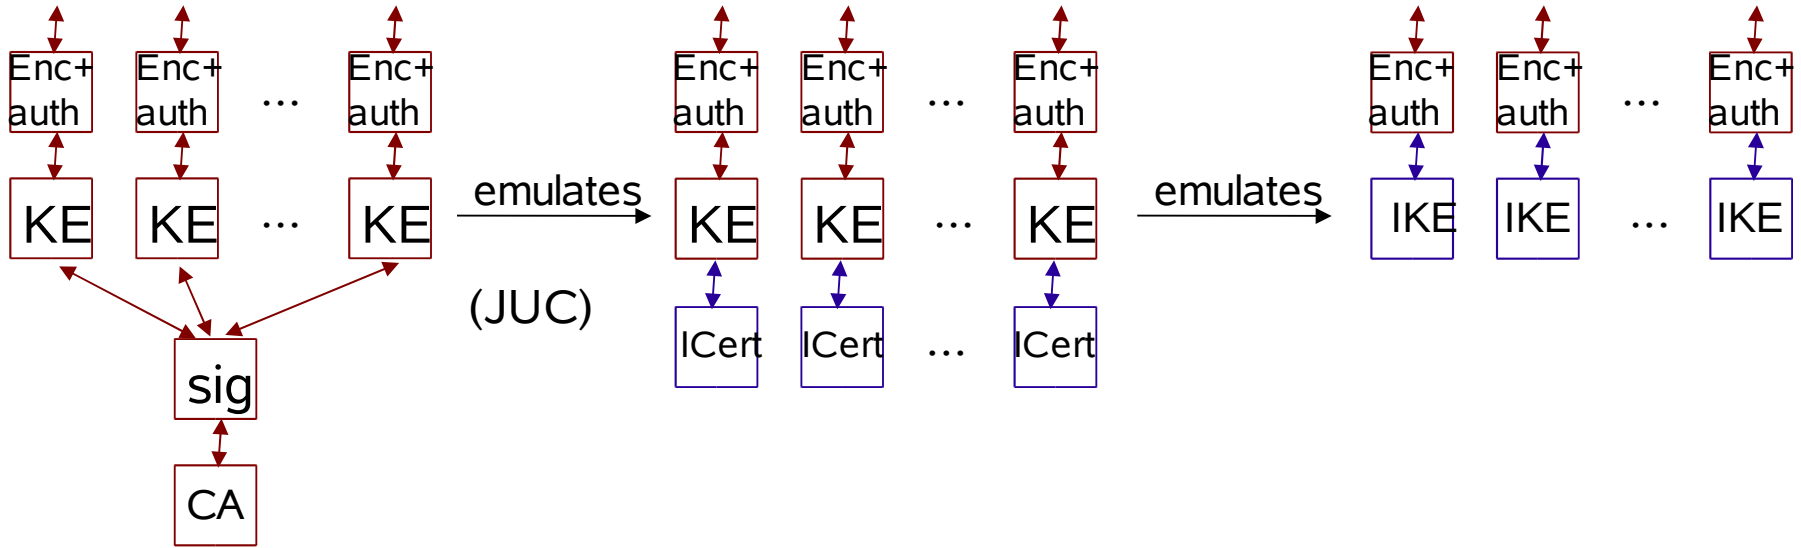 Enc+
auth
Enc+
auth
...
Enc+
auth
KE
KE
...
KE
sig
CA
emulates
(JUC)
Enc+
auth
Enc+
auth
...
Enc+
auth
KE
KE
...
KE
ICert
ICert
...
ICert
emulates
Enc+
auth
Enc+
auth
...
Enc+
auth
IKE
IKE
...
IKE